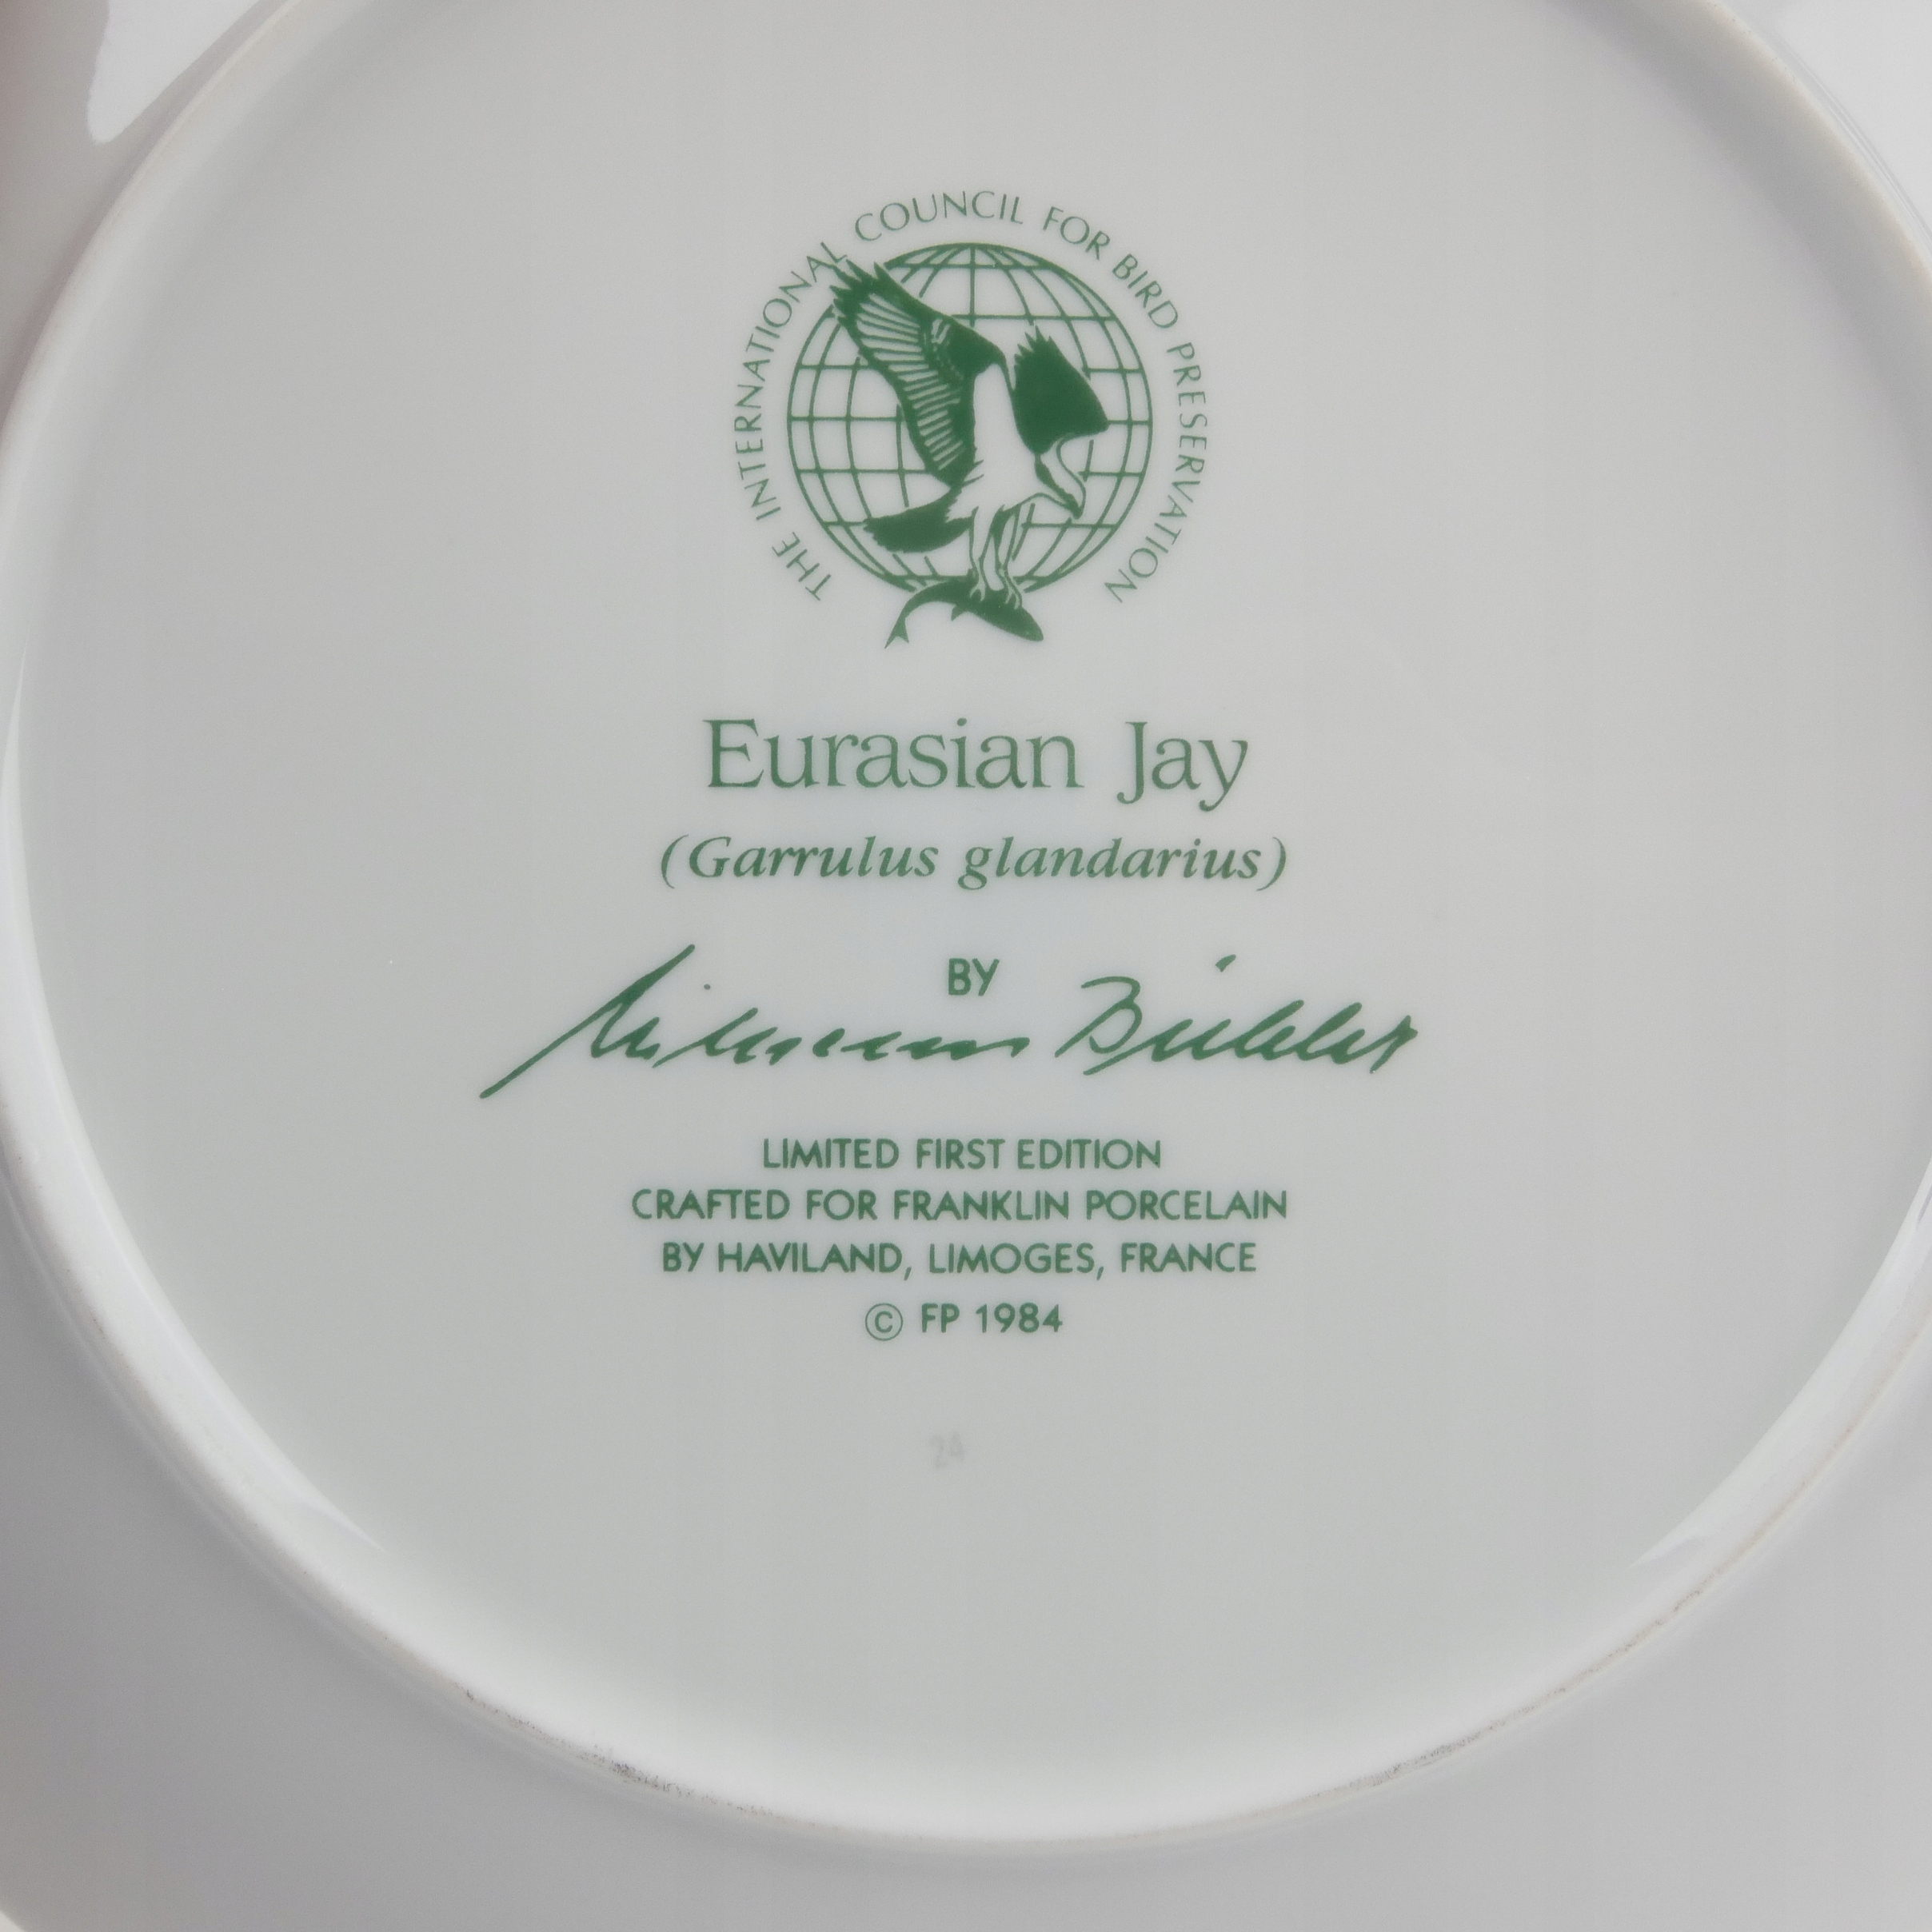 THE INTERNATIONAL COUNCIL FOR BIRD PRESERVATION
Eurasian Jay
(Garrulus glandarius)
BY
LIMITED FIRST EDITION
CRAFTED FOR FRANKLIN PORCELAIN
BY HAVILAND, LIMOGES, FRANCE
© FP 1984
24